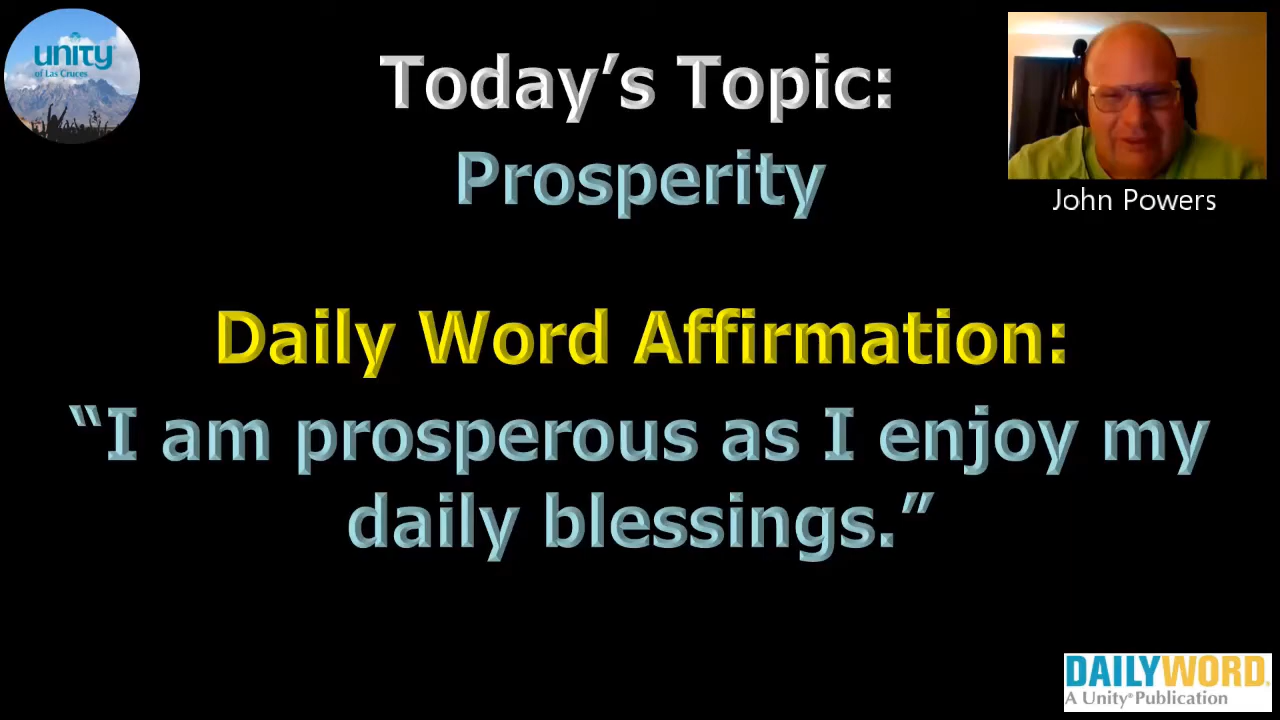 unity
of Las Cruces
Today’s Topic:
Prosperity
John Powers
Daily Word Affirmation:
“I am prosperous as I enjoy my
daily blessings.”
DAILYWORD®
A Unity® Publication